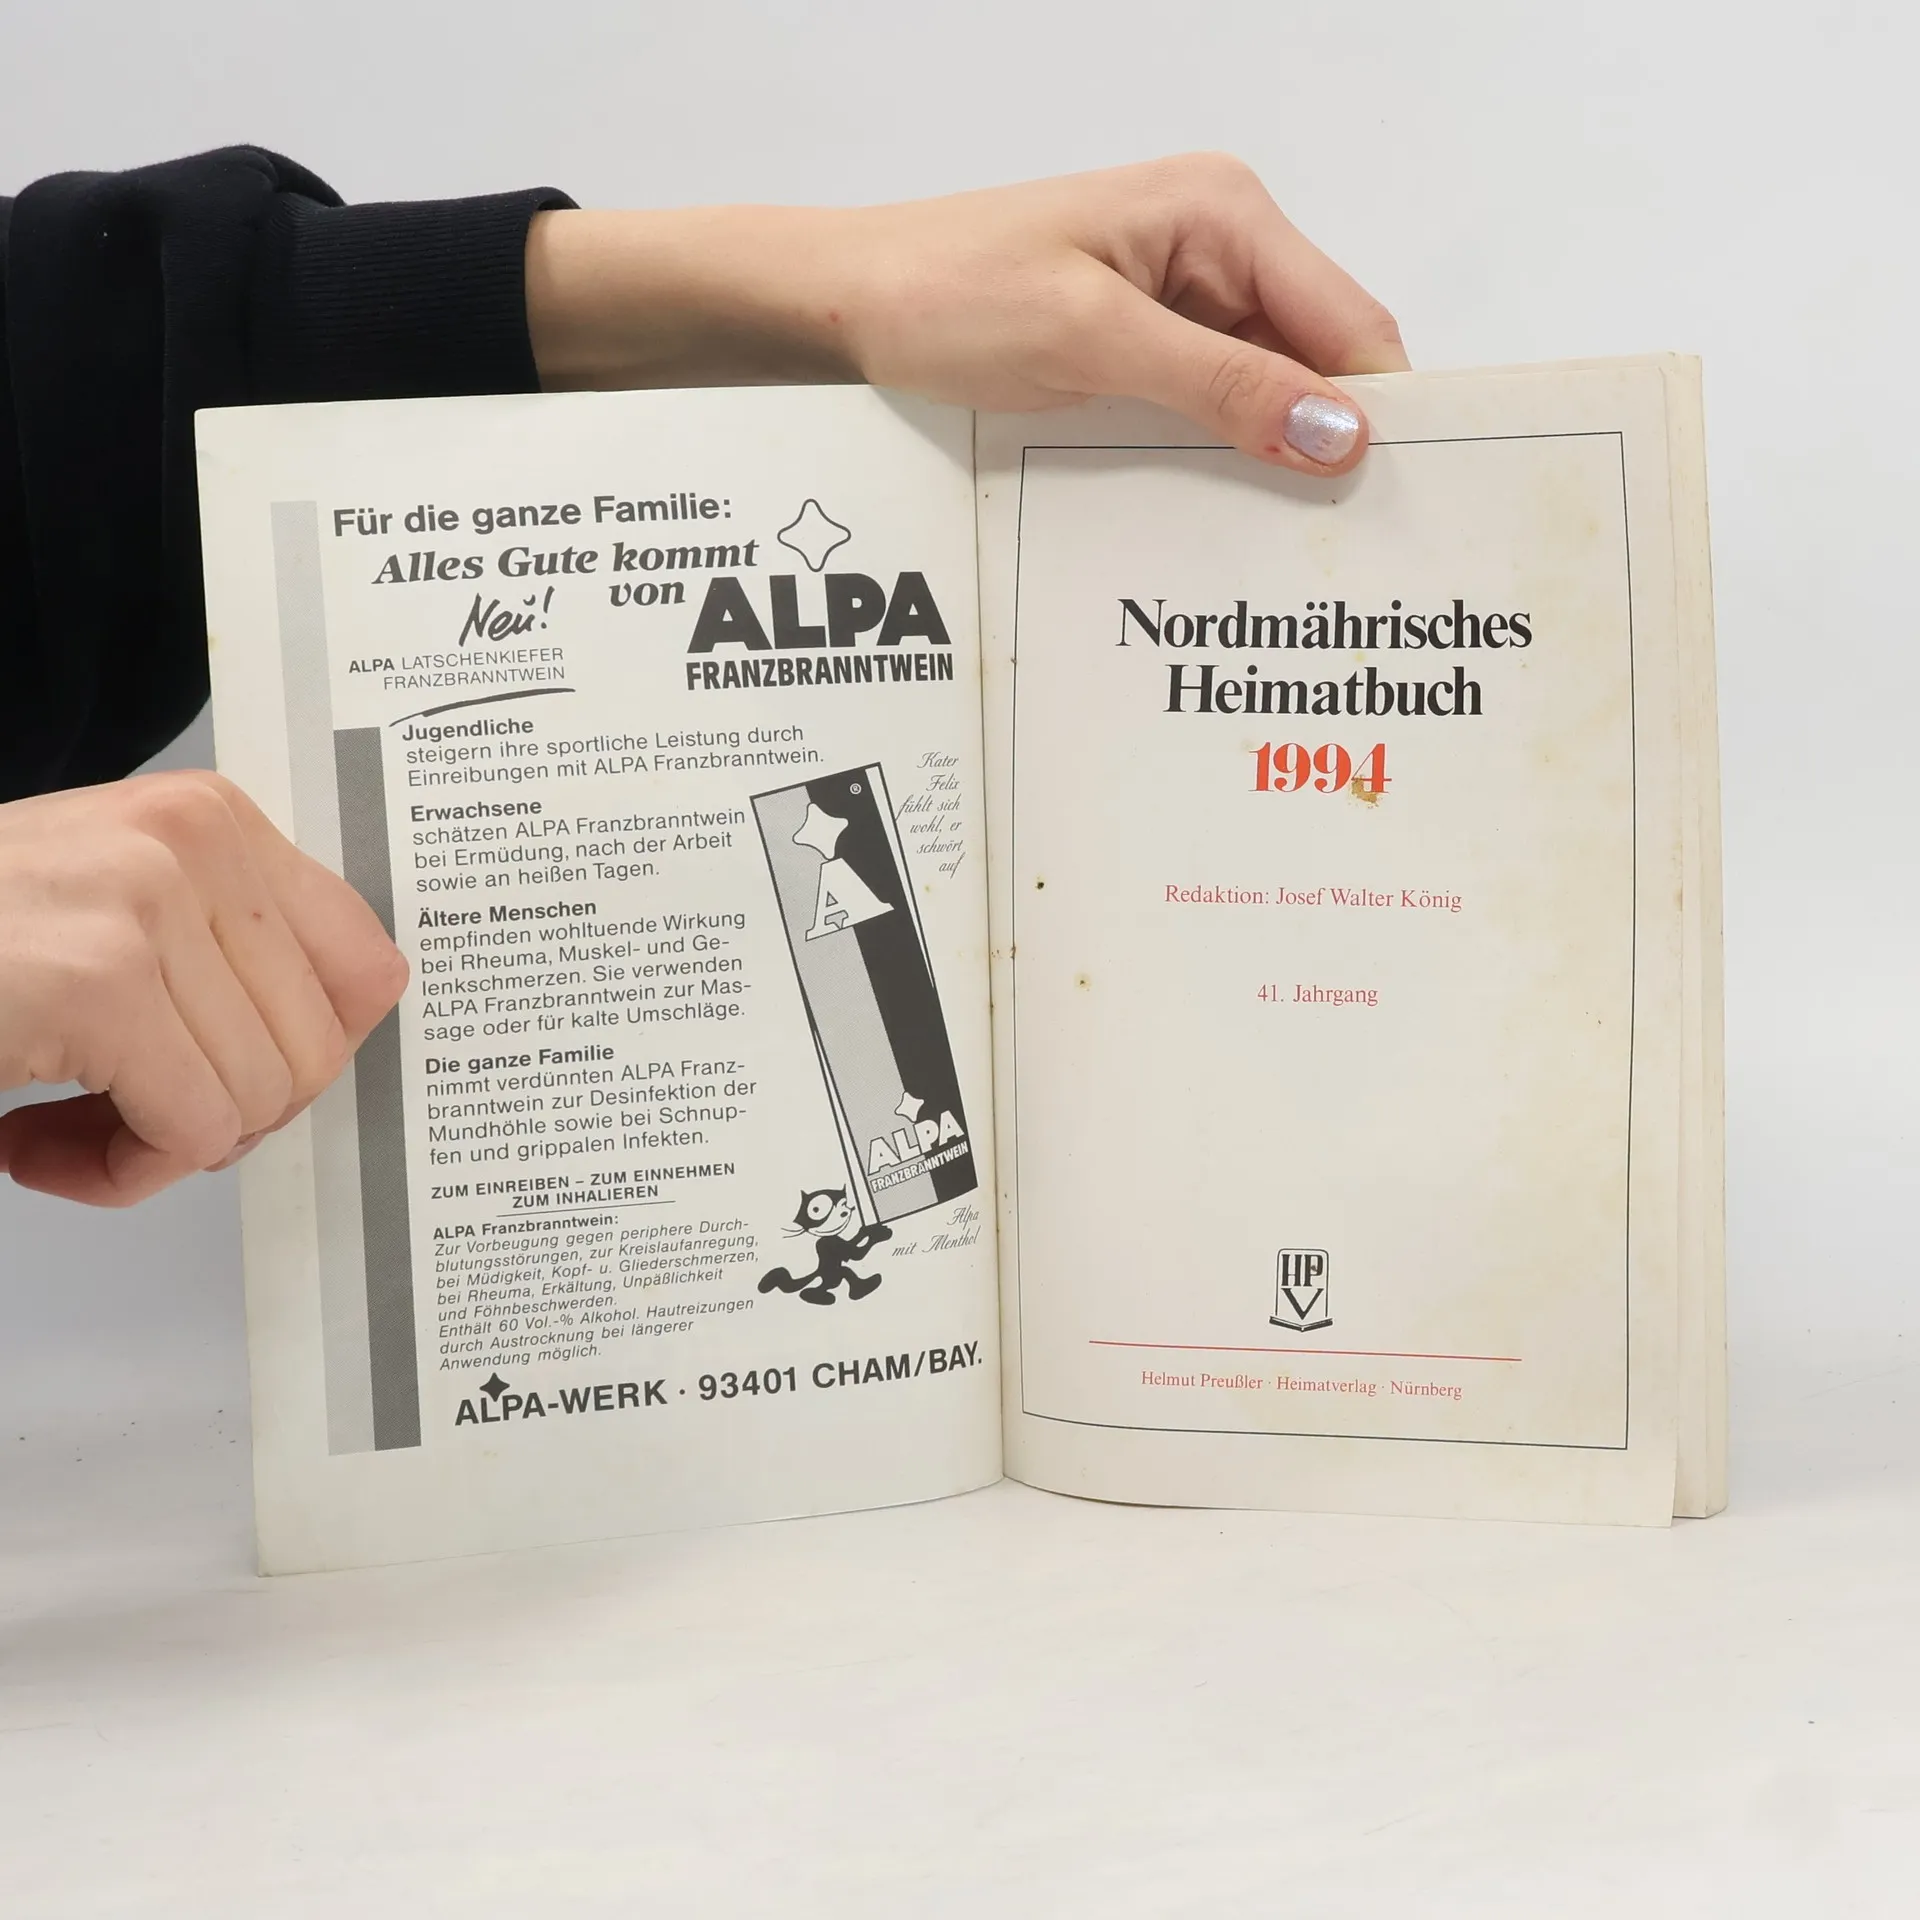 Für die ganze Familie:
Alles Gute kommt
von ALPA
FRANZBRANNTWEIN
Neu!
ALPA LATSCHENKIEFER
FRANZBRANNTWEIN
Jugendliche
steigern ihre sportliche Leistung durch
Einreibungen mit ALPA Franzbranntwein.
Erwachsene
schätzen ALPA Franzbranntwein
bei Ermüdung, nach der Arbeit
sowie an heißen Tagen.
Ältere Menschen
empfinden wohltuende Wirkung
bei Rheuma, Muskel- und Ge-
lenkschmerzen. Sie verwenden
ALPA Franzbranntwein zur Mas-
sage oder für kalte Umschläge.
Die ganze Familie
nimmt verdünnten ALPA Franz-
branntwein zur Desinfektion der
Mundhöhle sowie bei Schnup-
fen und grippalen Infekten.
ZUM EINREIBEN – ZUM EINNEHMEN
ZUM INHALIEREN
ALPA Franzbranntwein:
Zur Vorbeugung gegen periphere Durch-
blutungsstörungen, zur Kreislaufanregung,
bei Müdigkeit, Kopf- u. Gliederschmerzen,
bei Rheuma, Erkältung, Unpäßlichkeit
und Föhnbeschwerden.
Enthält 60 Vol.-% Alkohol. Hautreizungen
durch Austrocknung bei längerer
Anwendung möglich.
Kater
Felix
fühlt sich
wohl, er
schwört
auf
®
A
ALPA
FRANZBRANNTWEIN
Alpa
mit Menthol
ALPA-WERK · 93401 CHAM/BAY.
Nordmährisches
Heimatbuch
1994
Redaktion: Josef Walter König
41. Jahrgang
HP
V
Helmut Preußler · Heimatverlag · Nürnberg